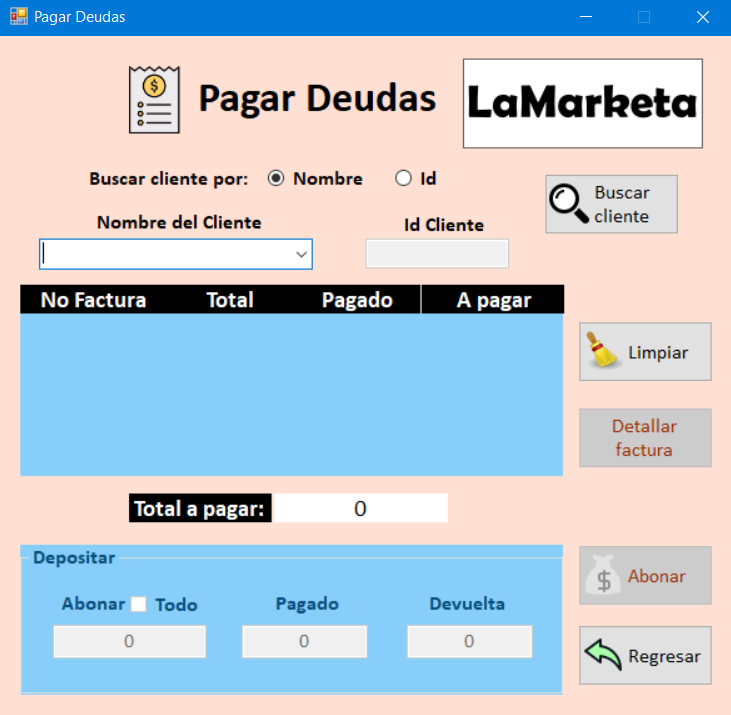 Pagar Deudas
Pagar Deudas
LaMarketa
Buscar cliente por: Nombre Id
Buscar
cliente
Nombre del Cliente Id Cliente
No Factura Total Pagado A pagar
Limpiar
Detallar
factura
Total a pagar: 0
Depositar
Abonar Todo Pagado Devuelta
0 0 0
$ Abonar
Regresar